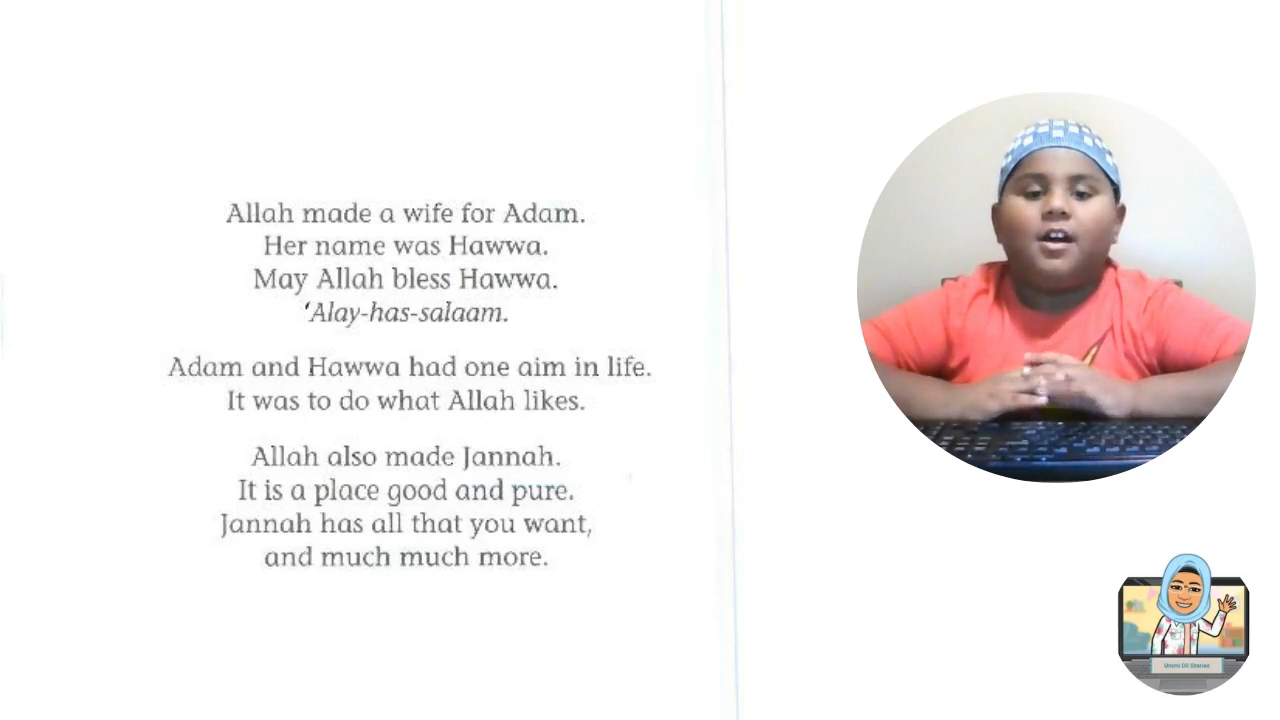 Allah made a wife for Adam.
Her name was Hawwa.
May Allah bless Hawwa.
‘Alay-has-salaam.
Adam and Hawwa had one aim in life.
It was to do what Allah likes.
Allah also made Jannah.
It is a place good and pure.
Jannah has all that you want,
and much much more.